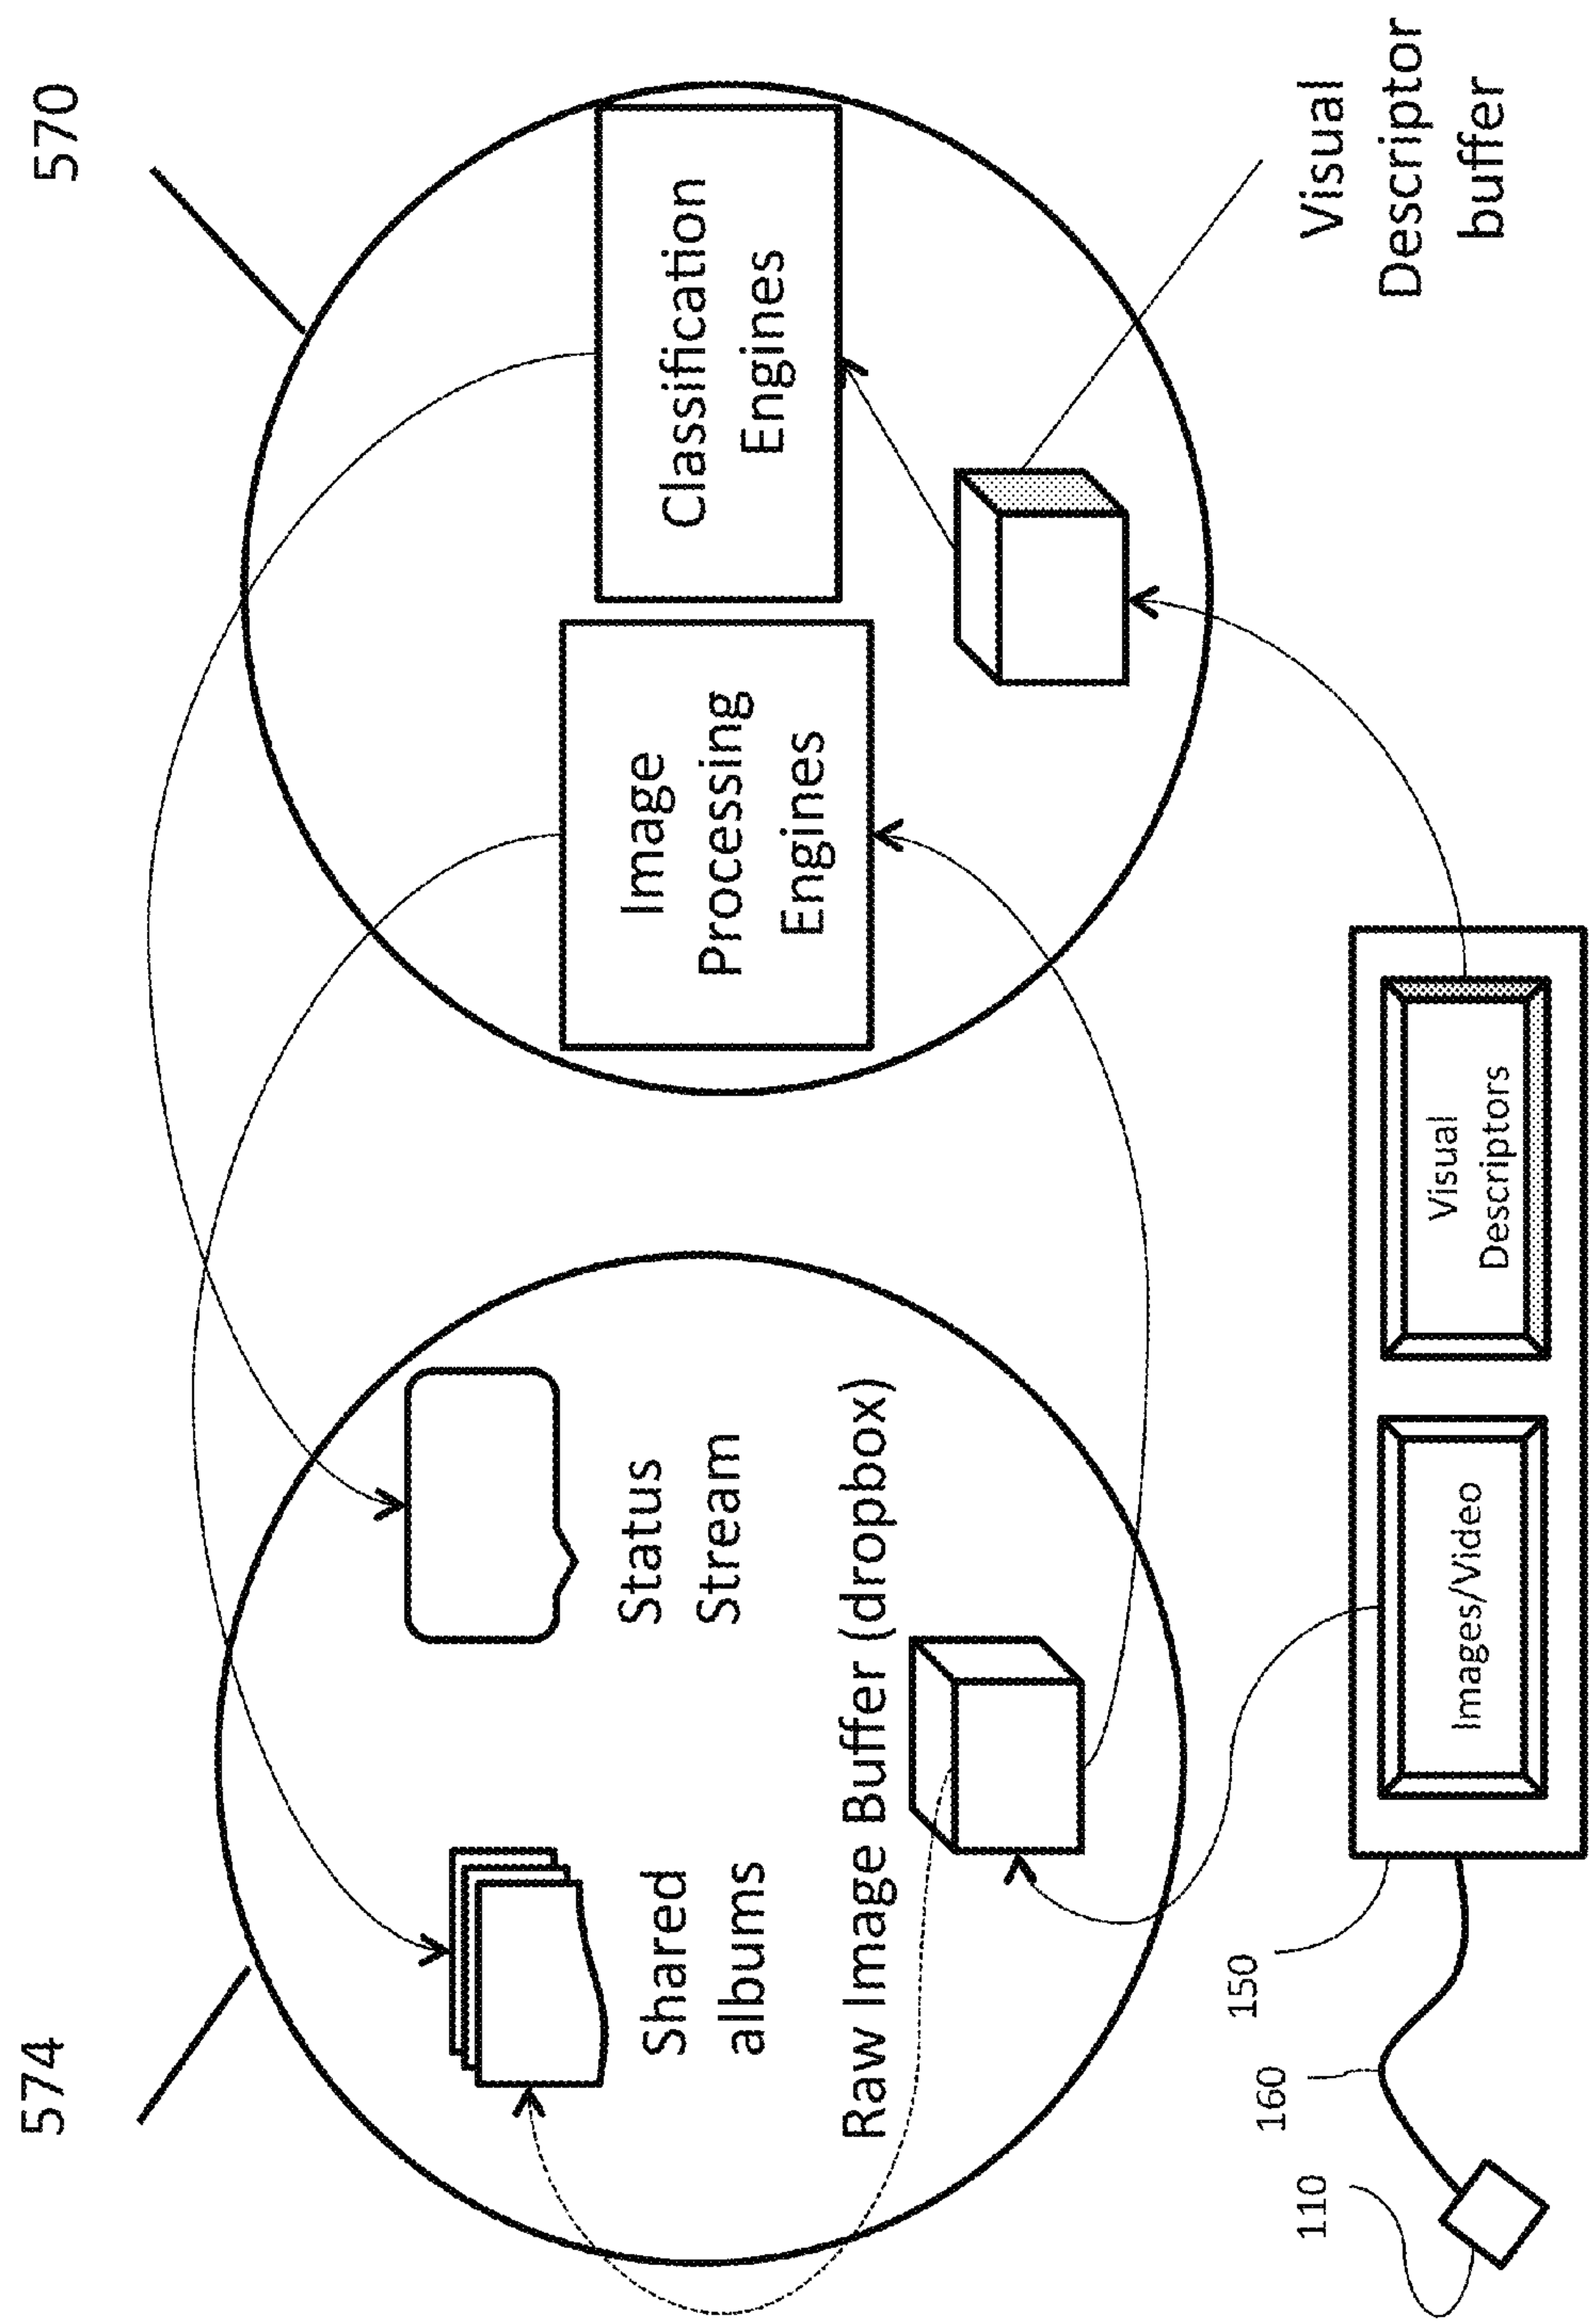 574
570
Shared
albums
Status
Stream
Raw Image Buffer (dropbox)
Image
Processing
Engines
Classification
Engines
Visual
Descriptor
buffer
110
160
150
Images/Video
Visual
Descriptors